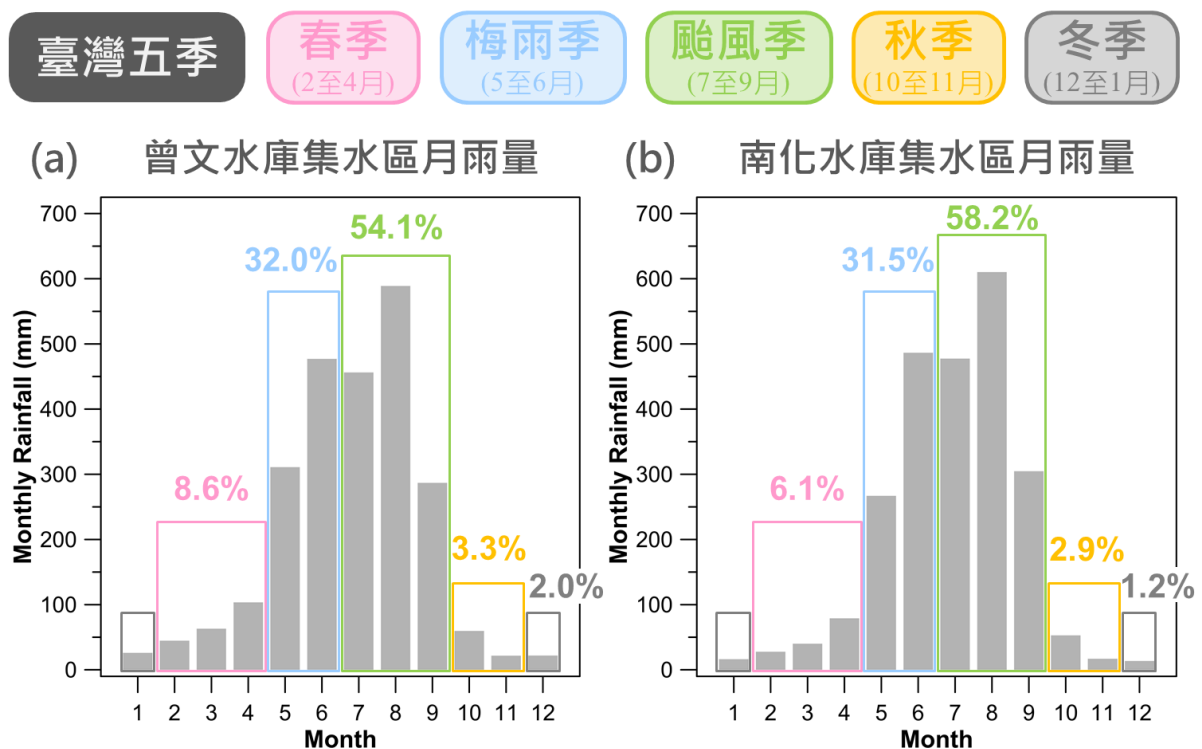 臺灣五季
春季
(2至4月)
梅雨季
(5至6月)
颱風季
(7至9月)
秋季
(10至11月)
冬季
(12至1月)
(a) 曾文水庫集水區月雨量
Monthly Rainfall (mm)
700
600
500
400
300
200
100
0
8.6%
32.0%
54.1%
3.3%
2.0%
1 2 3 4 5 6 7 8 9 10 11 12
Month
(b) 南化水庫集水區月雨量
Monthly Rainfall (mm)
700
600
500
400
300
200
100
0
6.1%
31.5%
58.2%
2.9%
1.2%
1 2 3 4 5 6 7 8 9 10 11 12
Month